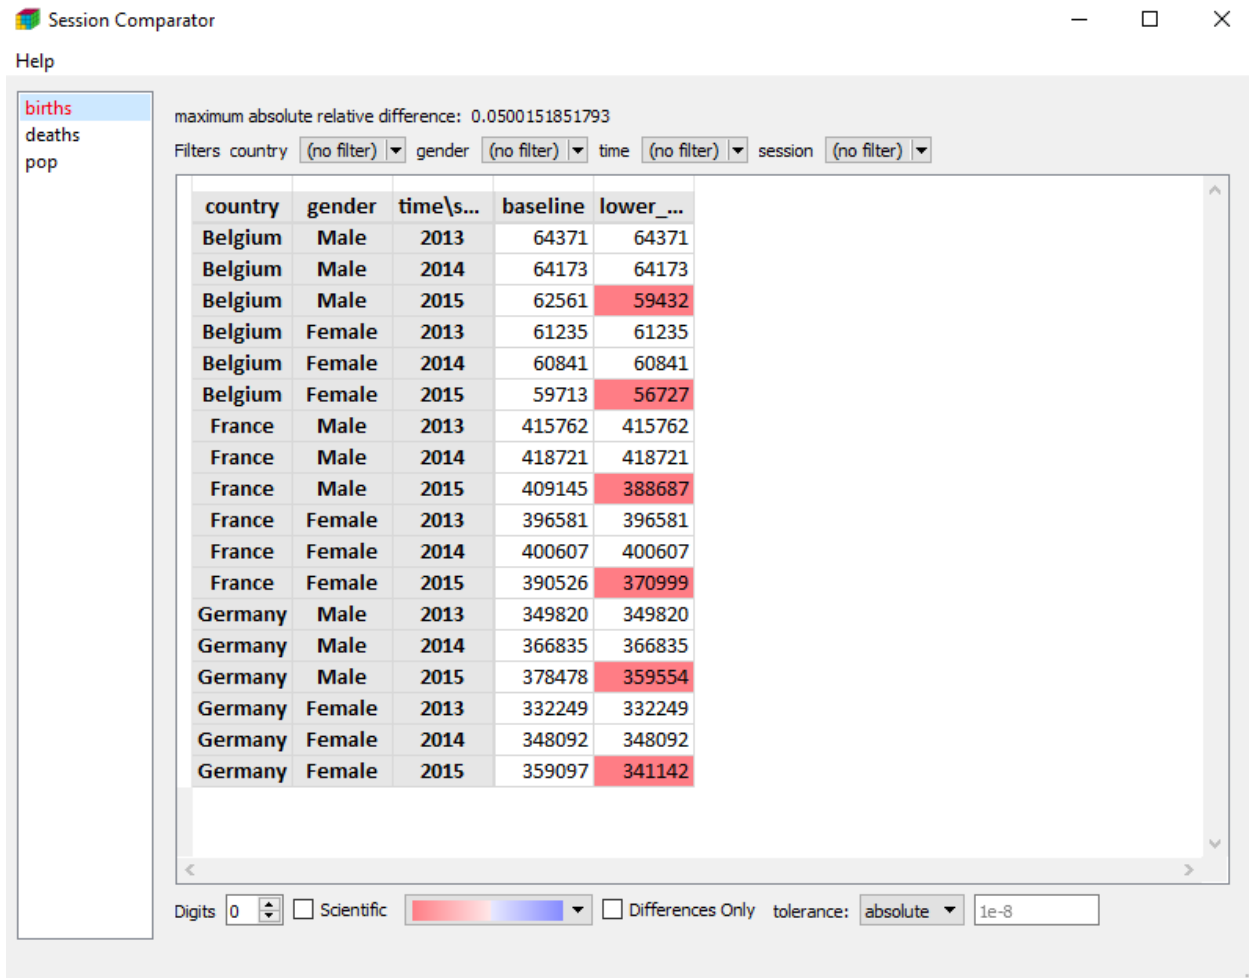 Session Comparator
Help
births
deaths
pop
maximum absolute relative difference: 0.0500151851793
Filters country (no filter) gender (no filter) time (no filter) session (no filter)
country gender time\s... baseline lower_...
Belgium Male 2013 64371 64371
Belgium Male 2014 64173 64173
Belgium Male 2015 62561 59432
Belgium Female 2013 61235 61235
Belgium Female 2014 60841 60841
Belgium Female 2015 59713 56727
France Male 2013 415762 415762
France Male 2014 418721 418721
France Male 2015 409145 388687
France Female 2013 396581 396581
France Female 2014 400607 400607
France Female 2015 390526 370999
Germany Male 2013 349820 349820
Germany Male 2014 366835 366835
Germany Male 2015 378478 359554
Germany Female 2013 332249 332249
Germany Female 2014 348092 348092
Germany Female 2015 359097 341142
Digits 0 Scientific Differences Only tolerance: absolute 1e-8